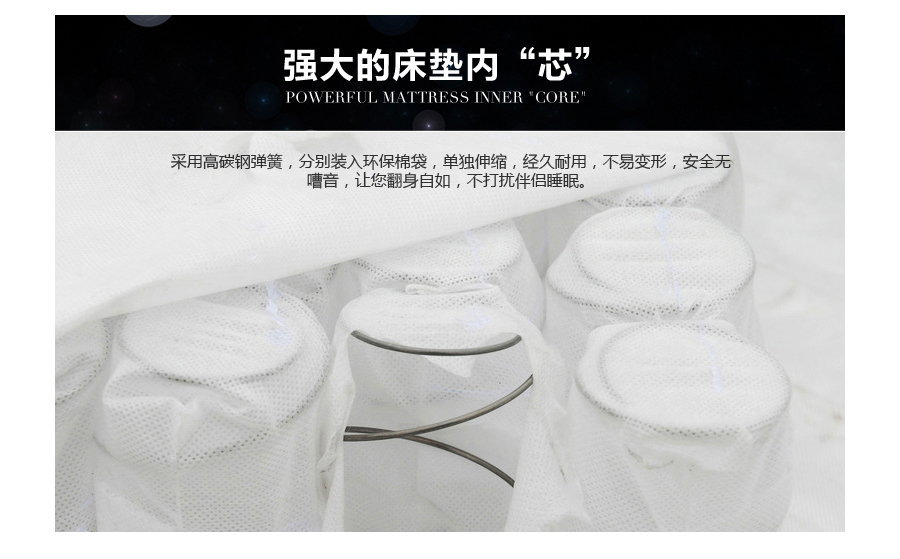 强大的床垫内“芯”
POWERFUL MATTRESS INNER "CORE"
采用高碳钢弹簧，分别装入环保棉袋，单独伸缩，经久耐用，不易变形，安全无
嘈音，让您翻身自如，不打扰伴侣睡眠。